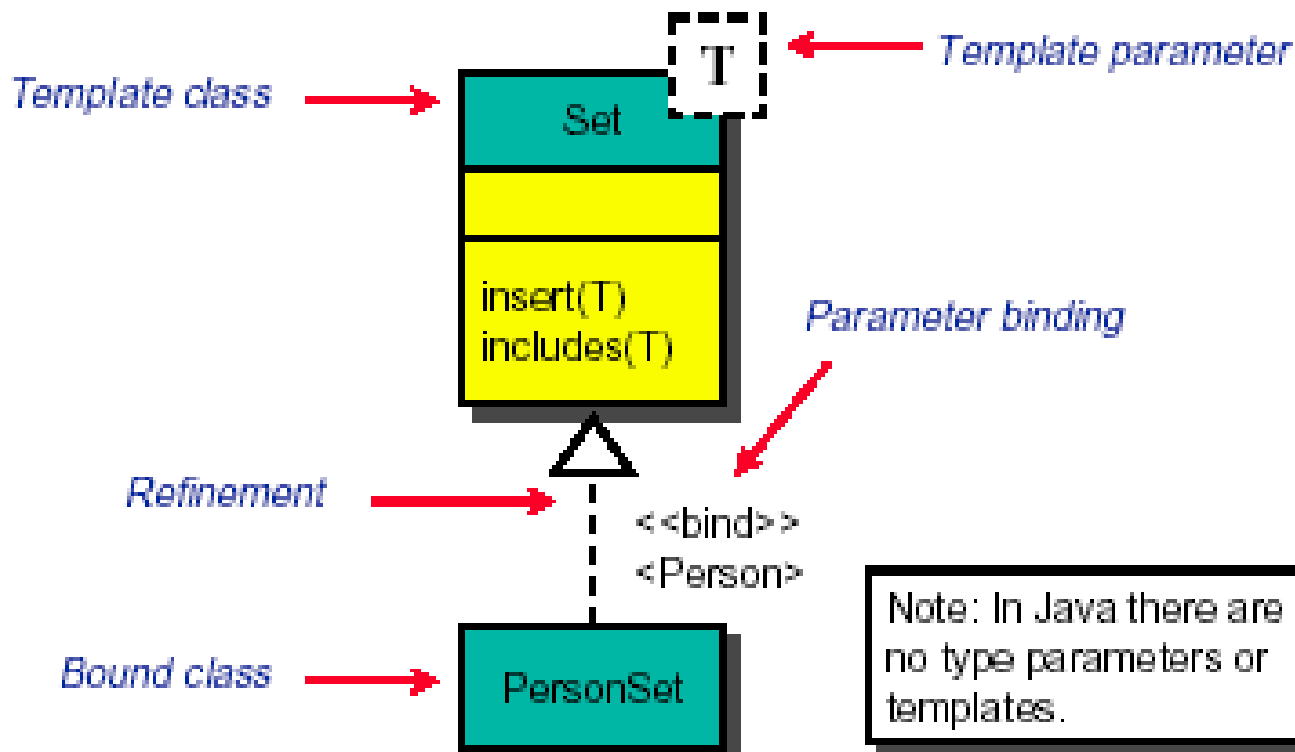 T
Template parameter
Template class
Set
insert(T)
includes(T)
Parameter binding
Refinement
<<bind>>
<Person>
Bound class
PersonSet
Note: In Java there are
no type parameters or
templates.